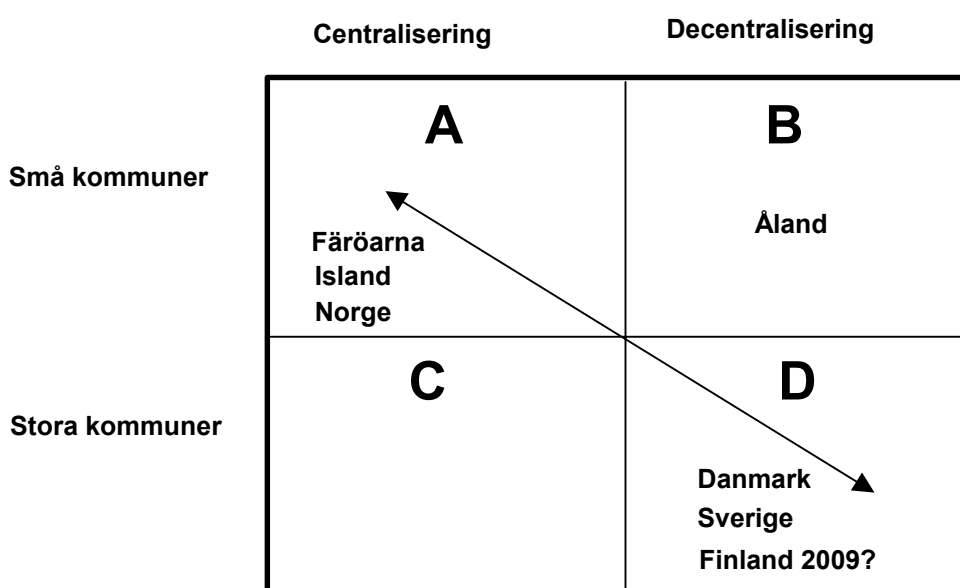 Centralisering
Decentralisering
A
B
Små kommuner
Åland
Färöarna
Island
Norge
C
D
Stora kommuner
Danmark
Sverige
Finland 2009?